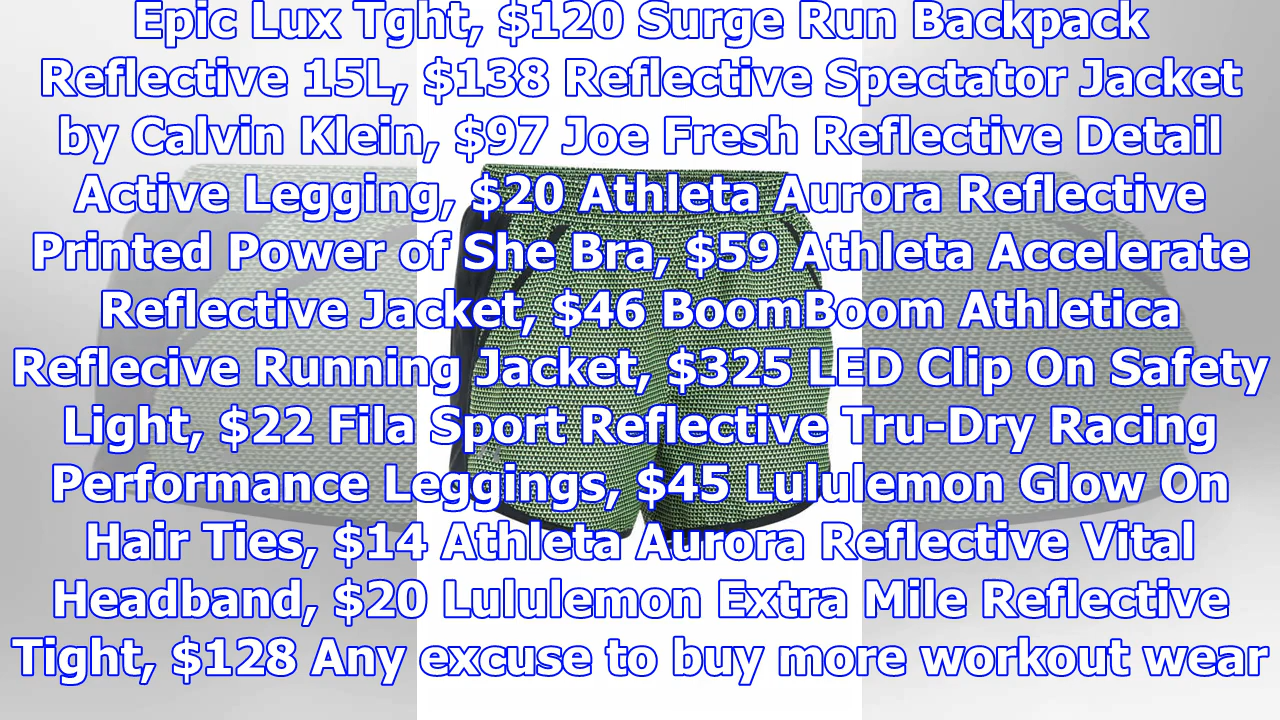 Epic Lux Tght, $120 Surge Run Backpack
Reflective 15L, $138 Reflective Spectator Jacket
by Calvin Klein, $97 Joe Fresh Reflective Detail
Active Legging, $20 Athleta Aurora Reflective
Printed Power of She Bra, $59 Athleta Accelerate
Reflective Jacket, $46 BoomBoom Athletica
Reflecive Running Jacket, $325 LED Clip On Safety
Light, $22 Fila Sport Reflective Tru-Dry Racing
Performance Leggings, $45 Lululemon Glow On
Hair Ties, $14 Athleta Aurora Reflective Vital
Headband, $20 Lululemon Extra Mile Reflective
Tight, $128 Any excuse to buy more workout wear